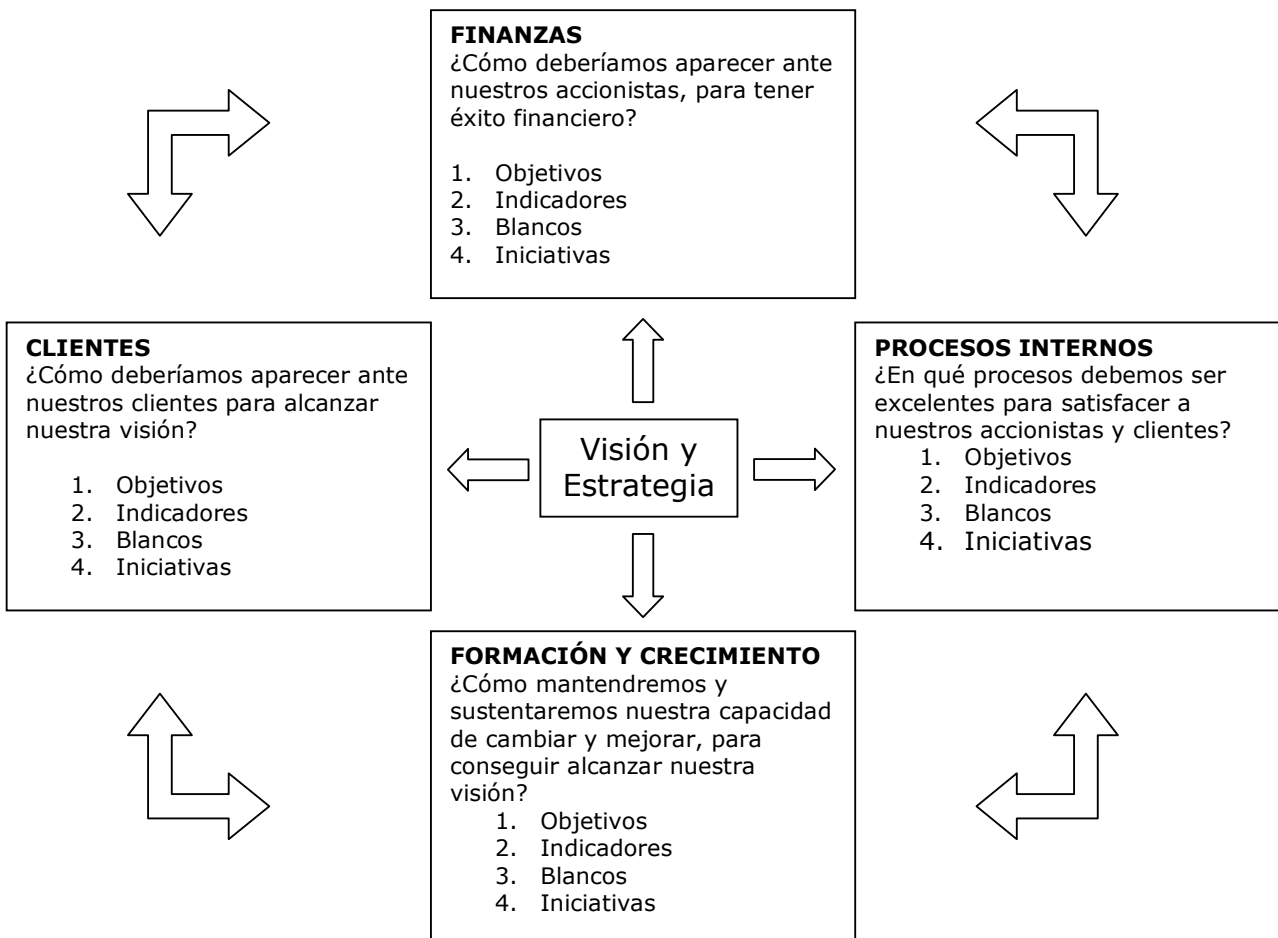 FINANZAS
¿Cómo deberíamos aparecer ante
nuestros accionistas, para tener
éxito financiero?
1. Objetivos
2. Indicadores
3. Blancos
4. Iniciativas
CLIENTES
¿Cómo deberíamos aparecer ante
nuestros clientes para alcanzar
nuestra visión?
1. Objetivos
2. Indicadores
3. Blancos
4. Iniciativas
Visión y
Estrategia
PROCESOS INTERNOS
¿En qué procesos debemos ser
excelentes para satisfacer a
nuestros accionistas y clientes?
1. Objetivos
2. Indicadores
3. Blancos
4. Iniciativas
FORMACIÓN Y CRECIMIENTO
¿Cómo mantendremos y
sustentaremos nuestra capacidad
de cambiar y mejorar, para
conseguir alcanzar nuestra
visión?
1. Objetivos
2. Indicadores
3. Blancos
4. Iniciativas